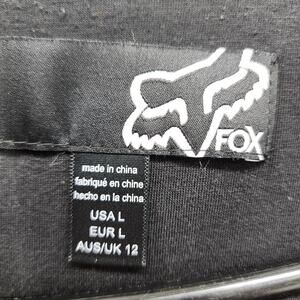 FOX
made in china
fabriqué en chine
hecho en la china
USA L
EUR L
AUS/UK 12